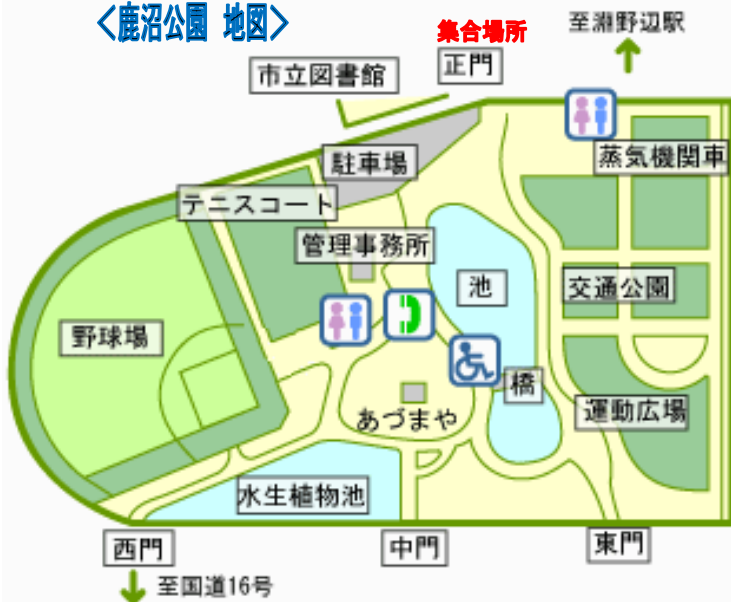 <鹿沼公園 地図>
集合場所
至淵野辺駅
正門
市立図書館
駐車場
蒸気機関車
テニスコート
管理事務所
池
交通公園
野球場
橋
運動広場
あづまや
水生植物池
西門
中門
東門
至国道16号